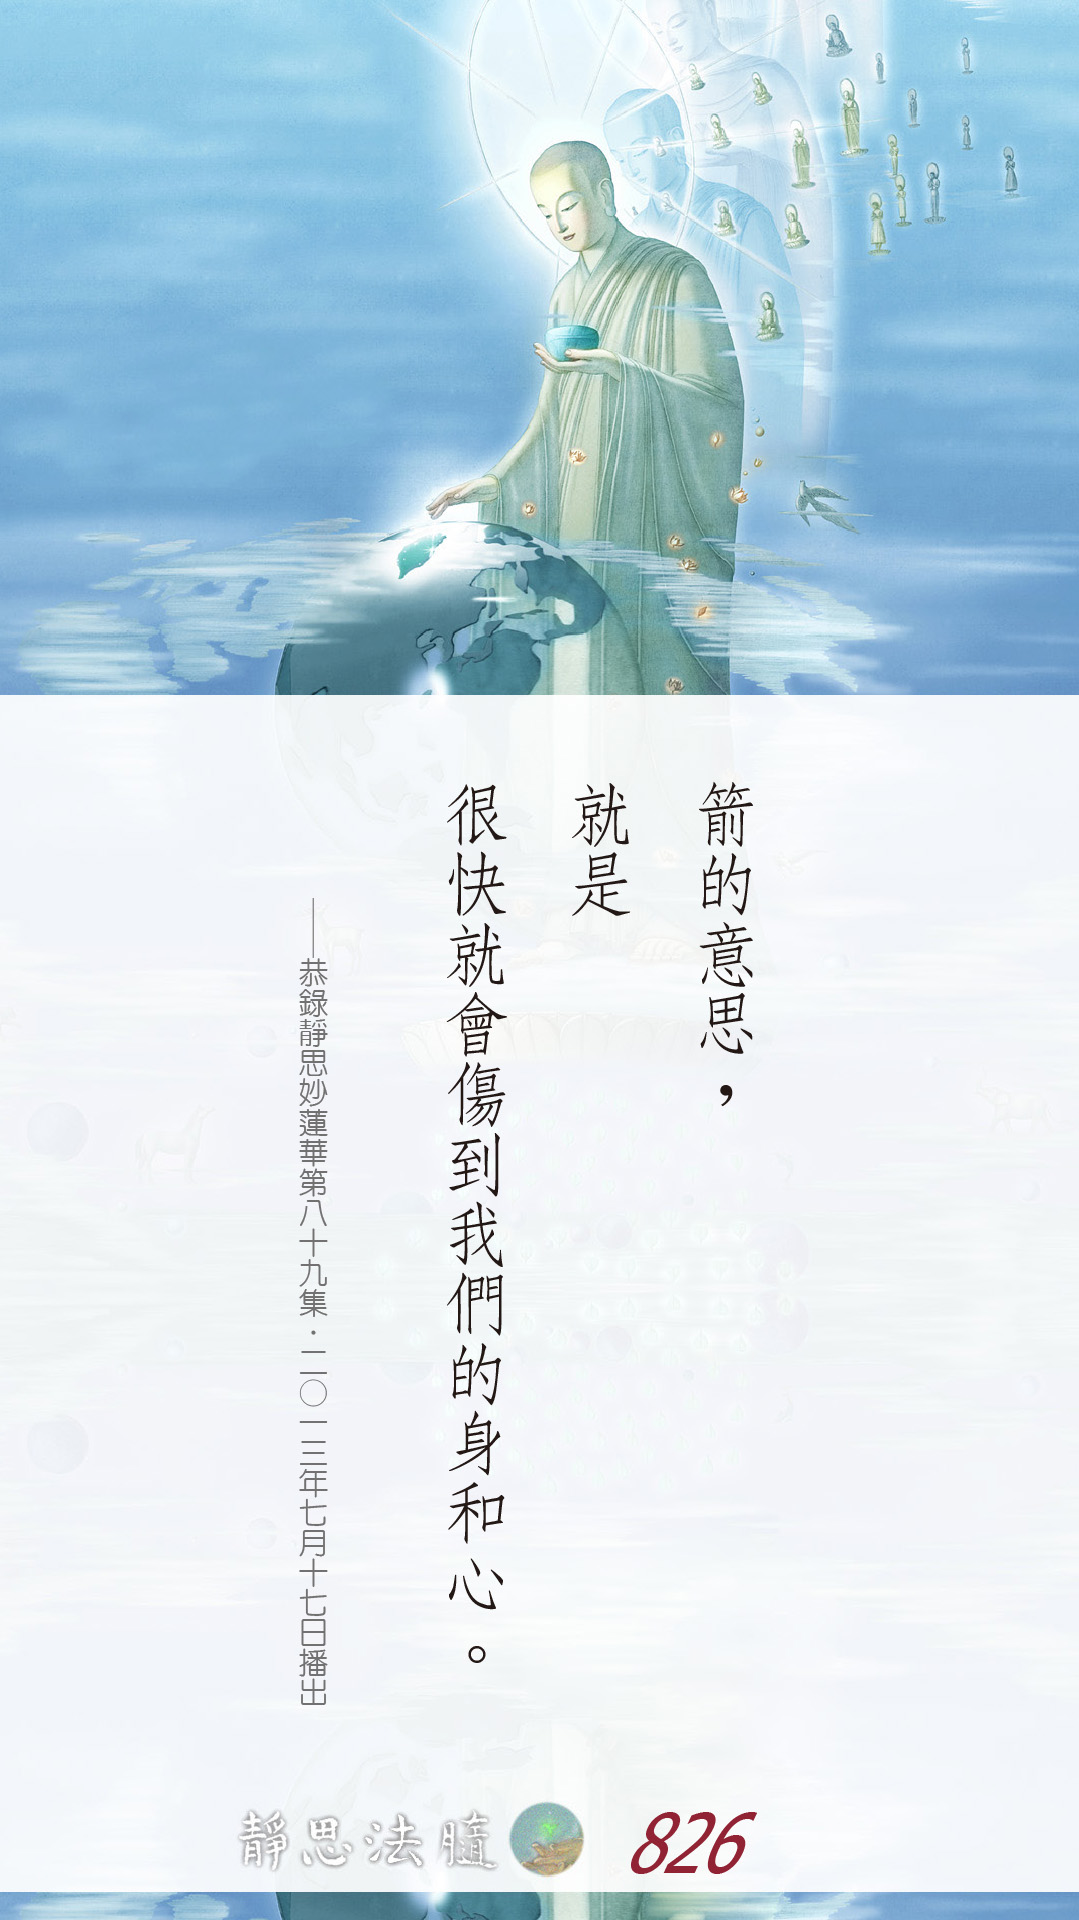 箭的意思，
就是
很快就會傷到我們的身和心。
——恭錄靜思妙蓮華第八十九集·二〇一三年七月十七日播出
靜思法髓
826